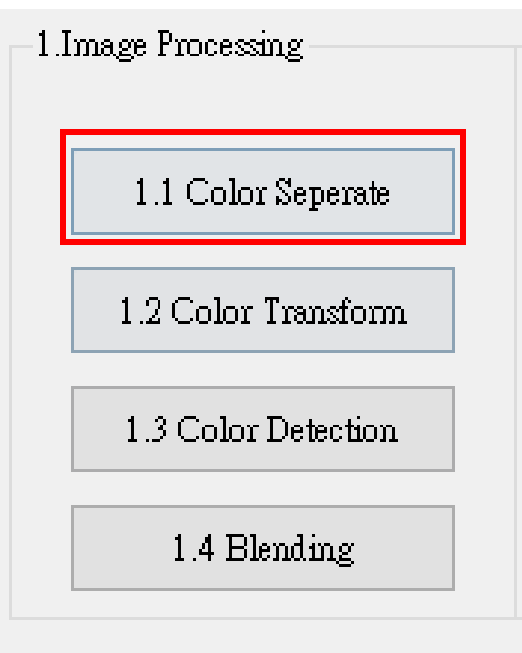 1.Image Processing
1.1 Color Seperate
1.2 Color Transform
1.3 Color Detection
1.4 Blending